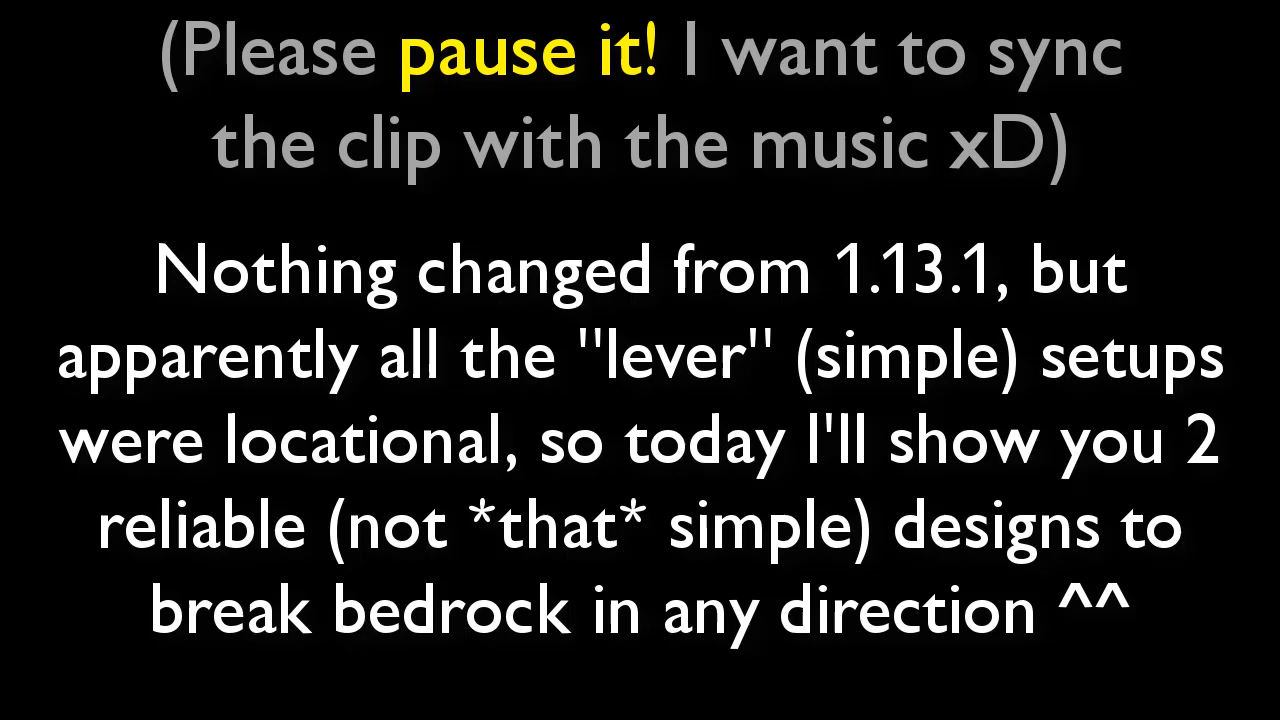 (Please pause it! I want to sync
the clip with the music xD)
Nothing changed from 1.13.1, but
apparently all the "lever" (simple) setups
were locational, so today I'll show you 2
reliable (not *that* simple) designs to
break bedrock in any direction ^^